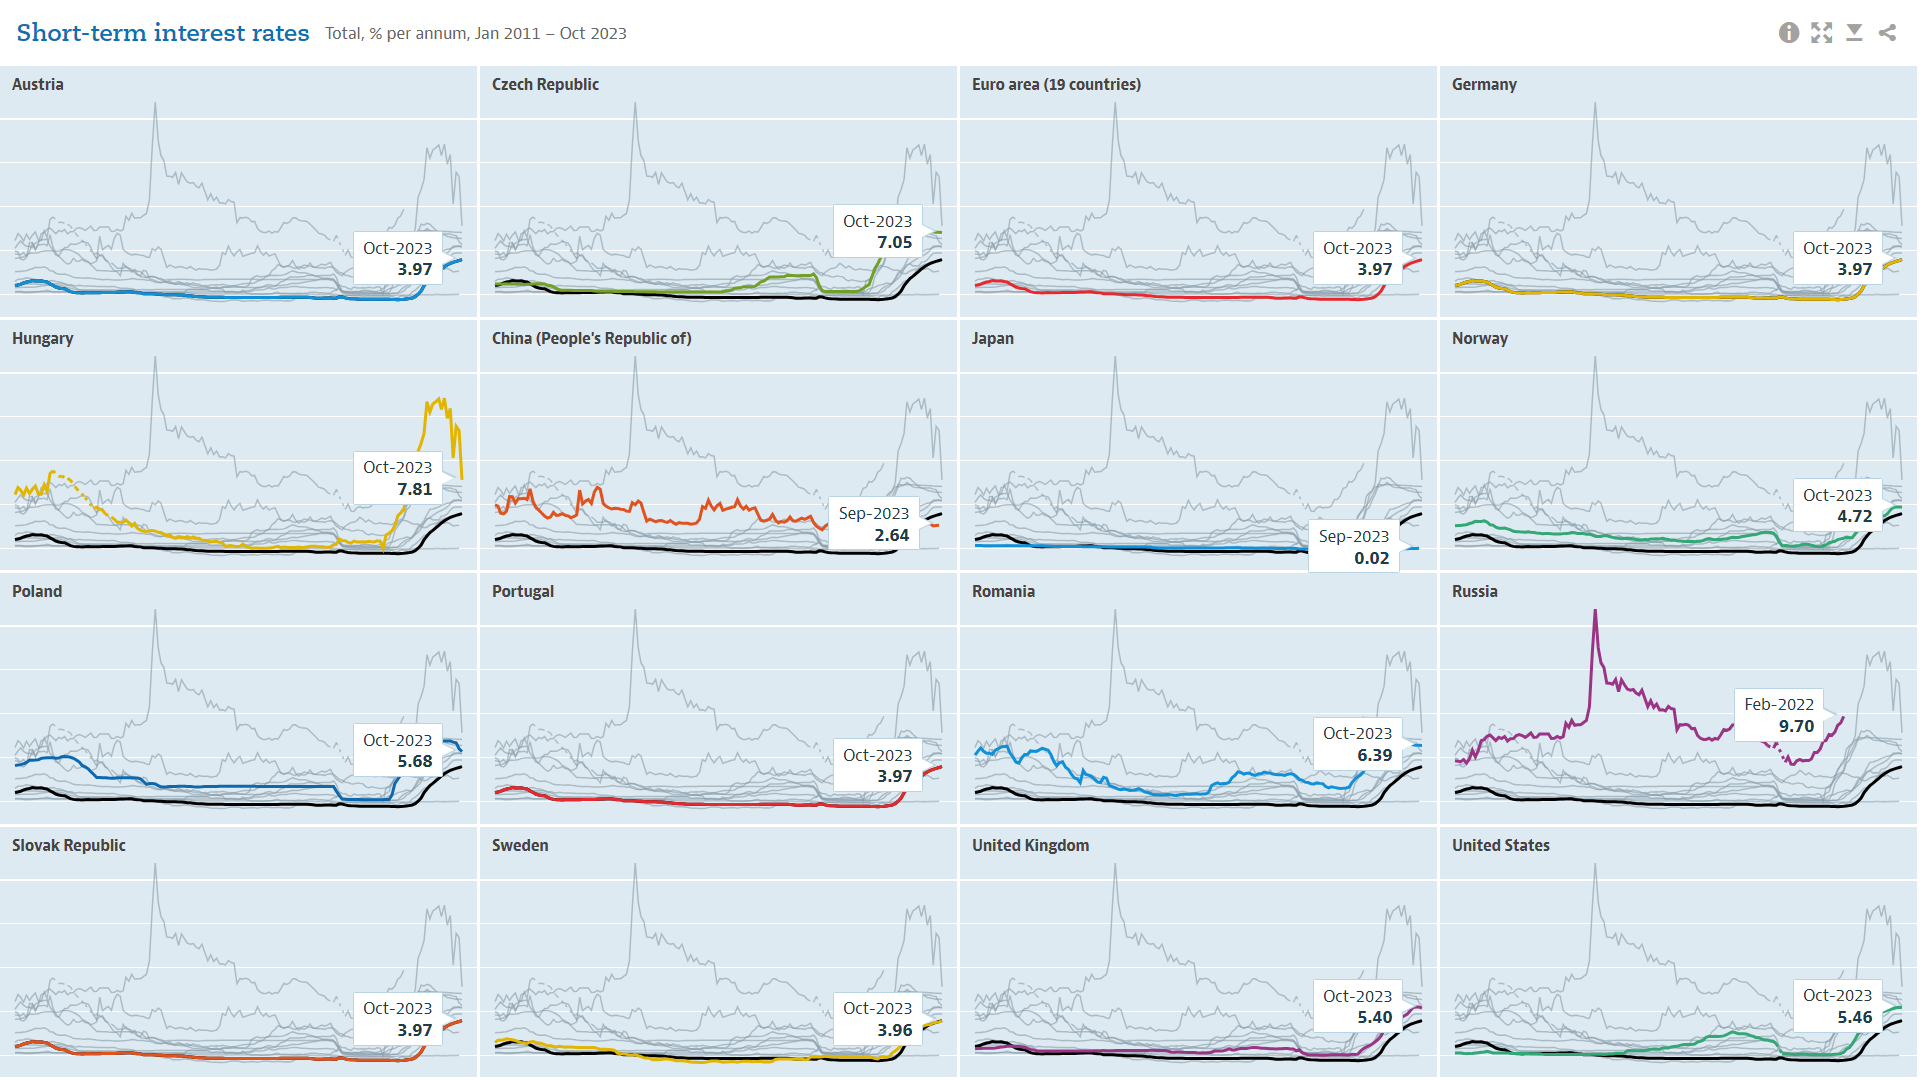 Short-term interest rates Total, % per annum, Jan 2011 – Oct 2023
Austria
Oct-2023
3.97
Czech Republic
Oct-2023
7.05
Euro area (19 countries)
Oct-2023
3.97
Germany
Oct-2023
3.97
Hungary
Oct-2023
7.81
China (People's Republic of)
Sep-2023
2.64
Japan
Sep-2023
0.02
Norway
Oct-2023
4.72
Poland
Oct-2023
5.68
Portugal
Oct-2023
3.97
Romania
Oct-2023
6.39
Russia
Feb-2022
9.70
Slovak Republic
Oct-2023
3.97
Sweden
Oct-2023
3.96
United Kingdom
Oct-2023
5.40
United States
Oct-2023
5.46